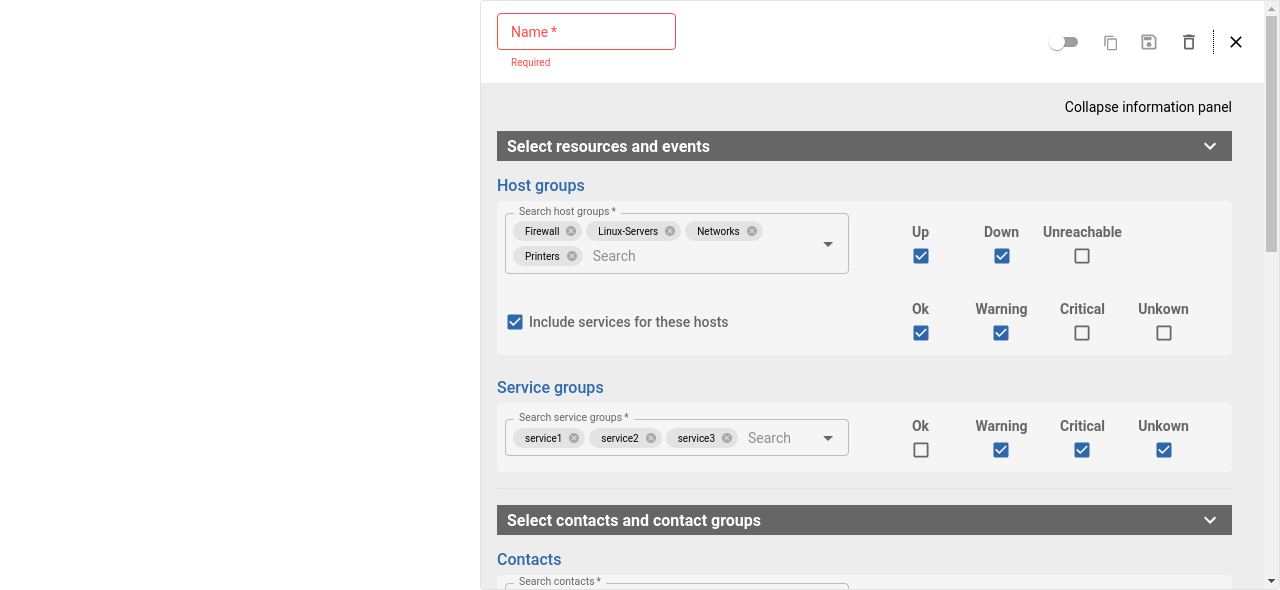 Name *
Required
Collapse information panel
Select resources and events
Host groups
Search host groups *
Firewall Linux-Servers Networks
Printers Search
Up Down Unreachable
Include services for these hosts
Ok Warning Critical Unkown
Service groups
Search service groups *
service1 service2 service3 Search
Ok Warning Critical Unkown
Select contacts and contact groups
Contacts
Search contacts *